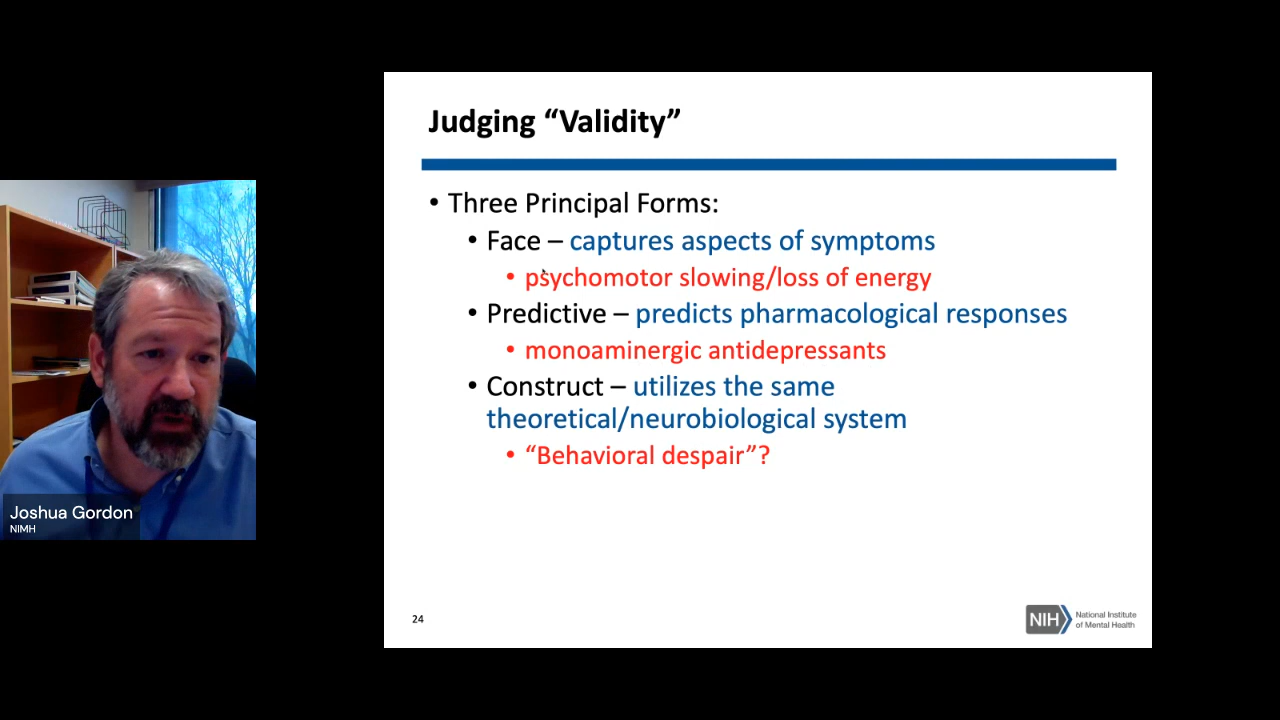 Judging “Validity”
• Three Principal Forms:
• Face – captures aspects of symptoms
• psychomotor slowing/loss of energy
• Predictive – predicts pharmacological responses
• monoaminergic antidepressants
• Construct – utilizes the same
theoretical/neurobiological system
• “Behavioral despair”?
Joshua Gordon
NIMH
24
NIH
National Institute
of Mental Health